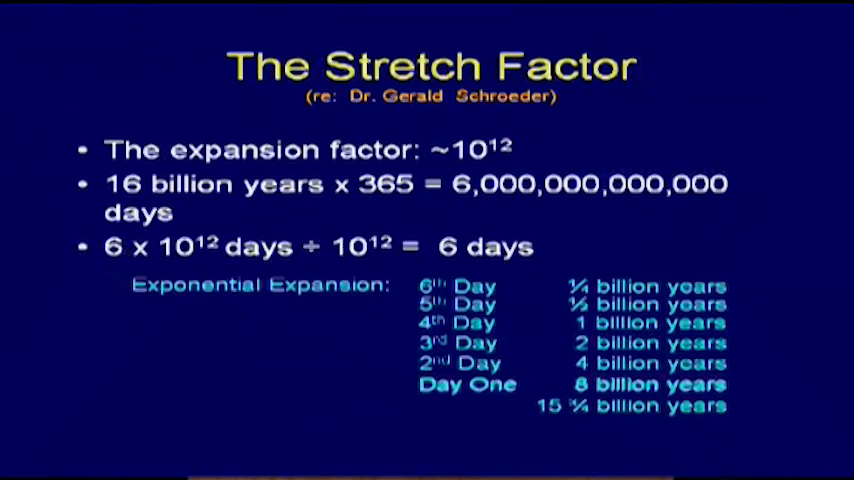 The Stretch Factor
(re: Dr. Gerald Schroeder)
• The expansion factor: ~10¹²
• 16 billion years x 365 = 6,000,000,000,000
days
• 6 x 10¹² days ÷ 10¹² = 6 days
Exponential Expansion: 6th Day ¼ billion years
5th Day ½ billion years
4th Day 1 billion years
3rd Day 2 billion years
2nd Day 4 billion years
Day One 8 billion years
15 ¾ billion years